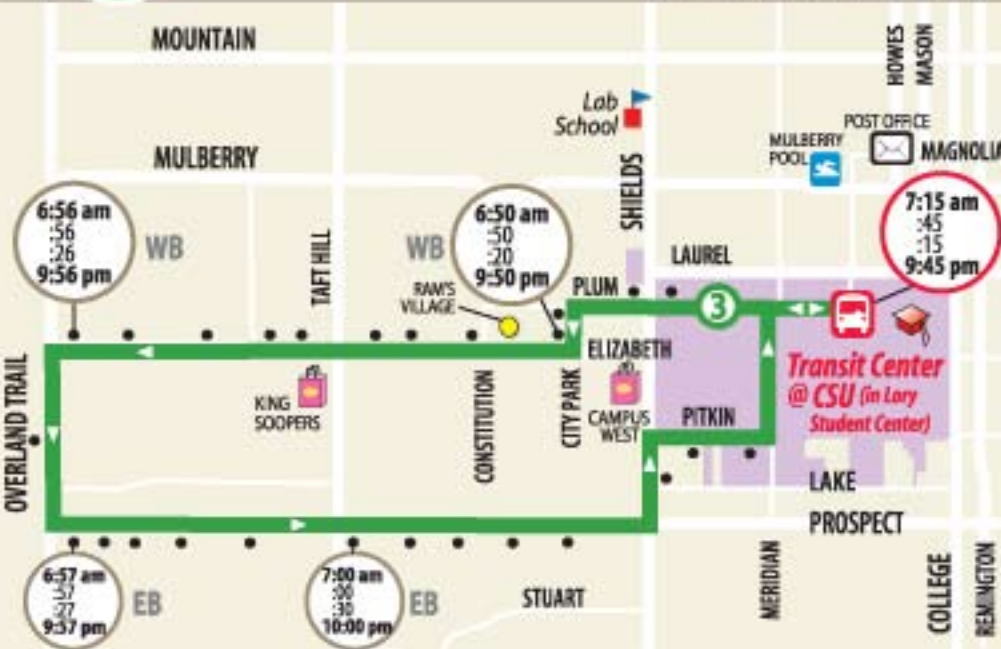 MOUNTAIN
HOWES
MASON
Lab
School
POST OFFICE
MULBERRY
POOL
MAGNOLIA
MULBERRY
SHIELDS
6:56 am
:56
:26
9:56 pm
WB
TAFT HILL
WB
6:50 am
:50
:20
9:50 pm
7:15 am
:45
:15
9:45 pm
LAUREL
RAM'S
VILLAGE
PLUM
3
ELIZABETH
OVERLAND TRAIL
KING
SOOPERS
CONSTITUTION
CITY PARK
CAMPUS
WEST
PITKIN
Transit Center
@ CSU (in Lory
Student Center)
LAKE
PROSPECT
6:57 am
:57
:27
9:57 pm
EB
7:00 am
:00
:30
10:00 pm
EB
STUART
MERIDIAN
COLLEGE
REMINGTON